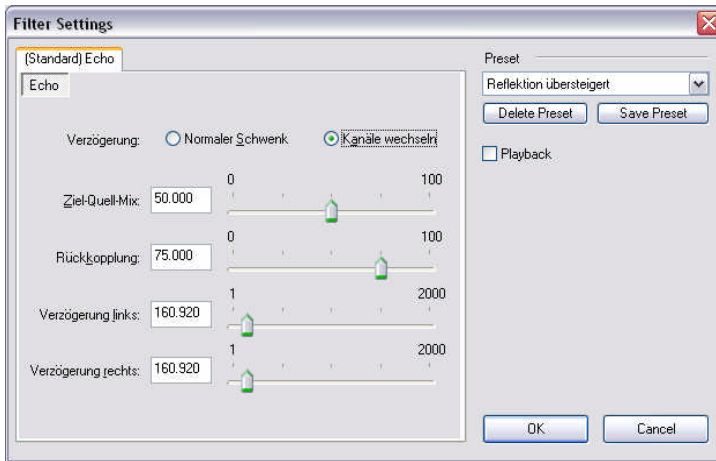 Filter Settings
(Standard) Echo
Echo
Verzögerung: Normaler Schwenk Kanäle wechseln
0 100
Ziel-Quell-Mix: 50.000
0 100
Rückkopplung: 75.000
1 2000
Verzögerung links: 160.920
1 2000
Verzögerung rechts: 160.920
Preset
Reflektion übersteigert
Delete Preset Save Preset
Playback
OK Cancel